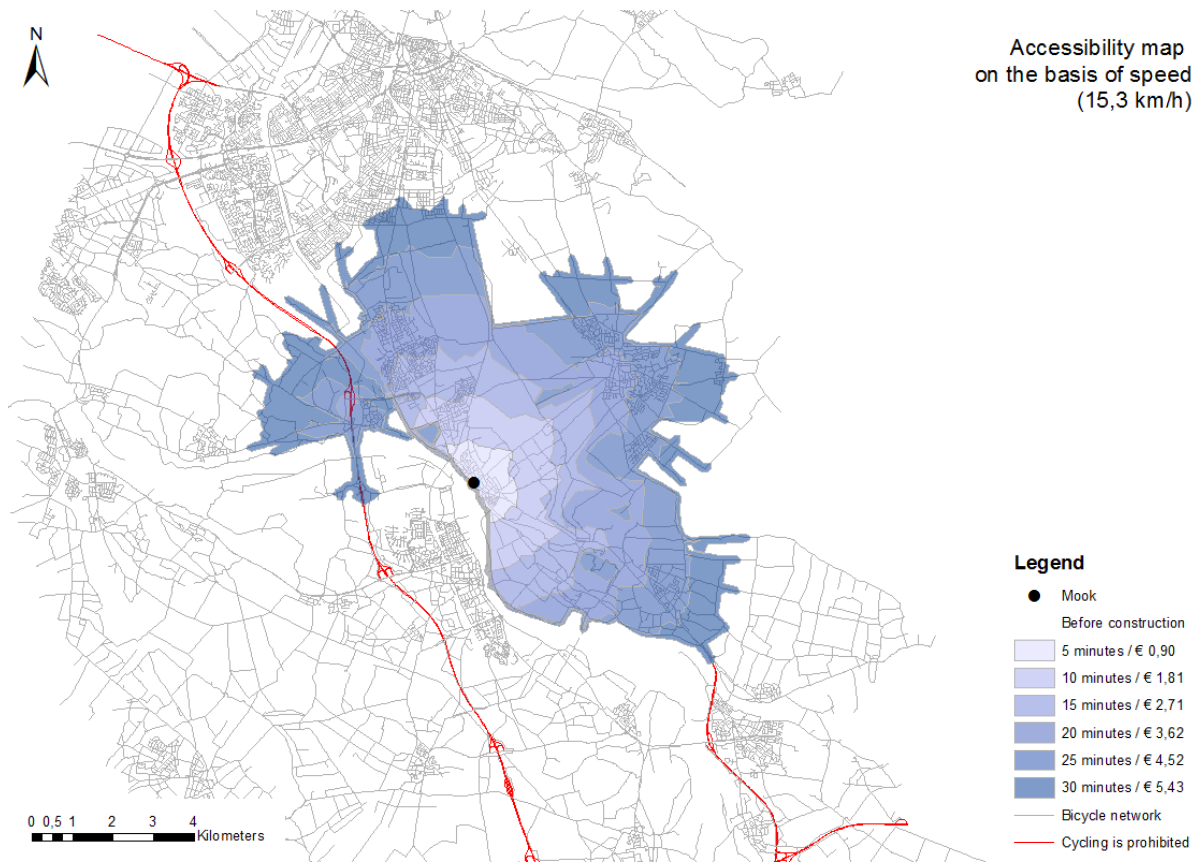 N
Accessibility map
on the basis of speed
(15,3 km/h)
Legend
Mook
Before construction
5 minutes / € 0,90
10 minutes / € 1,81
15 minutes / € 2,71
20 minutes / € 3,62
25 minutes / € 4,52
30 minutes / € 5,43
Bicycle network
Cycling is prohibited
0 0,5 1 2 3 4
Kilometers